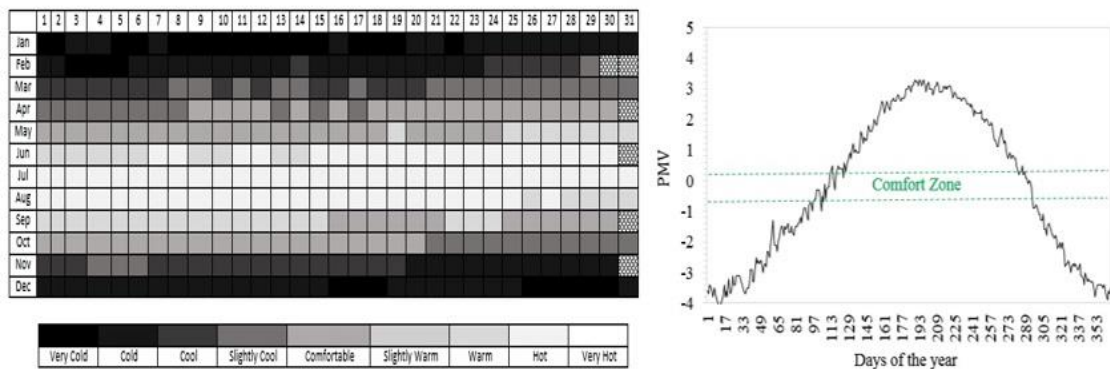 1 2 3 4 5 6 7 8 9 10 11 12 13 14 15 16 17 18 19 20 21 22 23 24 25 26 27 28 29 30 31
Jan
Feb
Mar
Apr
May
Jun
Jul
Aug
Sep
Oct
Nov
Dec
Very Cold Cold Cool Slightly Cool Comfortable Slightly Warm Warm Hot Very Hot
5
4
3
2
1
0
-1
-2
-3
-4
PMV
Comfort Zone
1 17 33 49 65 81 97 113 129 145 161 177 193 209 225 241 257 273 289 305 321 337 353
Days of the year